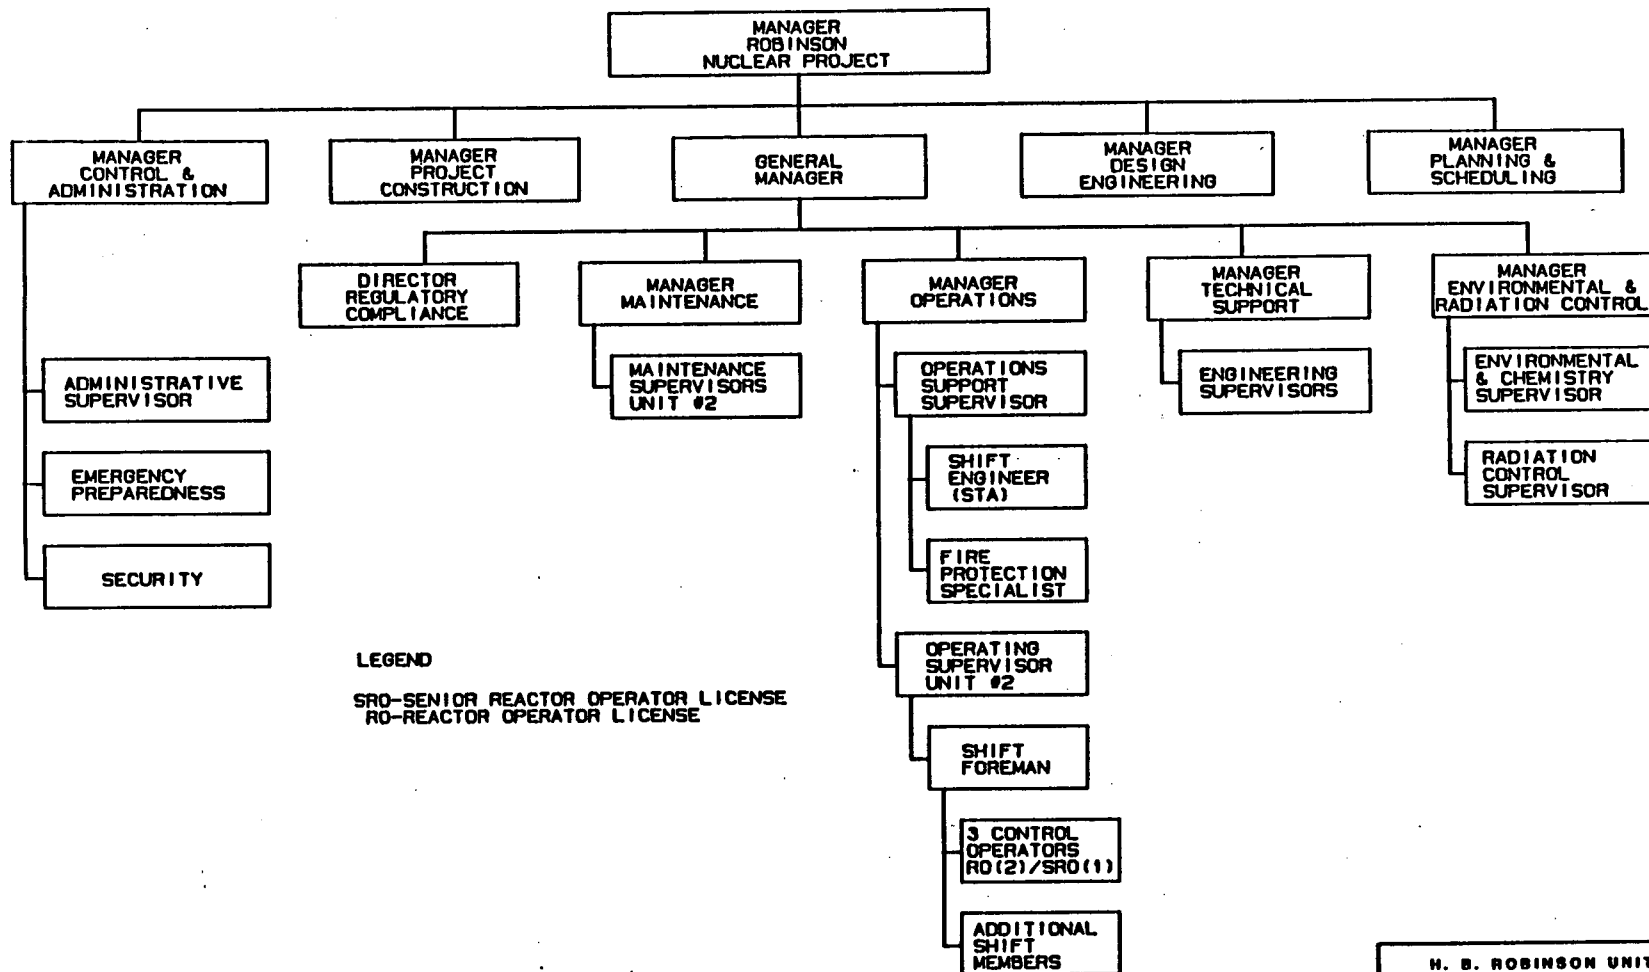 MANAGER
ROBINSON
NUCLEAR PROJECT
MANAGER
CONTROL &
ADMINISTRATION
MANAGER
PROJECT
CONSTRUCTION
GENERAL
MANAGER
MANAGER
DESIGN
ENGINEERING
MANAGER
PLANNING &
SCHEDULING
DIRECTOR
REGULATORY
COMPLIANCE
MANAGER
MAINTENANCE
MANAGER
OPERATIONS
MANAGER
TECHNICAL
SUPPORT
MANAGER
ENVIRONMENTAL &
RADIATION CONTROL
ADMINISTRATIVE
SUPERVISOR
MAINTENANCE
SUPERVISORS
UNIT #2
OPERATIONS
SUPPORT
SUPERVISOR
ENGINEERING
SUPERVISORS
ENVIRONMENTAL
& CHEMISTRY
SUPERVISOR
EMERGENCY
PREPAREDNESS
SHIFT
ENGINEER
(STA)
RADIATION
CONTROL
SUPERVISOR
SECURITY
FIRE
PROTECTION
SPECIALIST
LEGEND
SRO-SENIOR REACTOR OPERATOR LICENSE
RO-REACTOR OPERATOR LICENSE
OPERATING
SUPERVISOR
UNIT #2
SHIFT
FOREMAN
3 CONTROL
OPERATORS
RO(2)/SRO(1)
ADDITIONAL
SHIFT
MEMBERS
H. B. ROBINSON UNIT